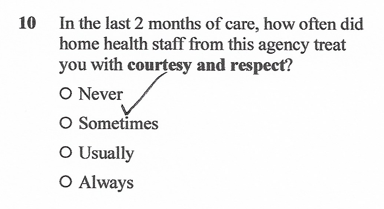 10 In the last 2 months of care, how often did
home health staff from this agency treat
you with courtesy and respect?
O Never
O Sometimes
O Usually
O Always